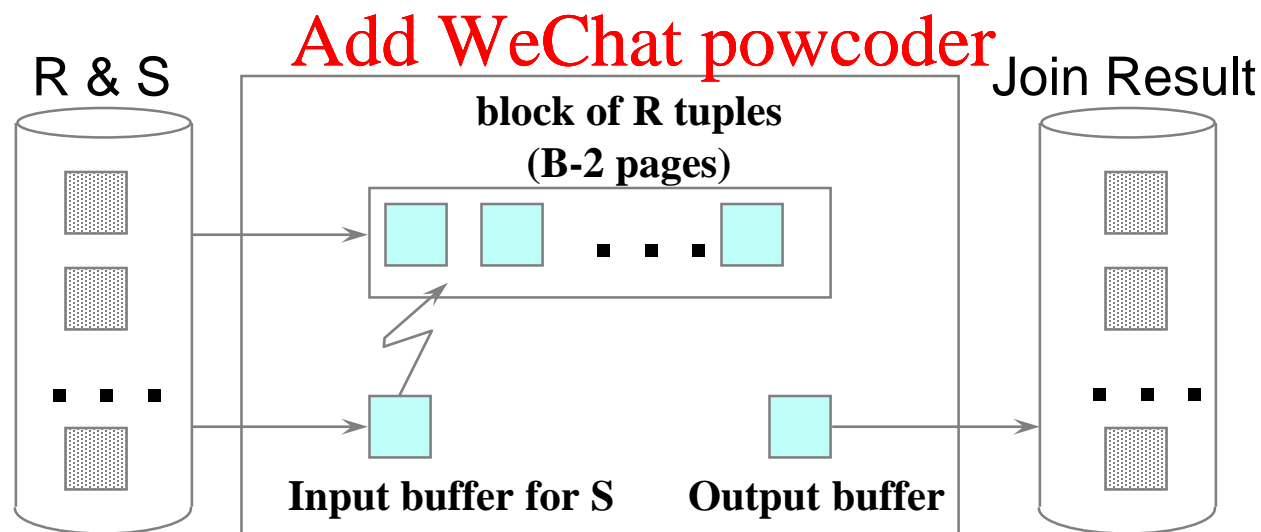 Add WeChat powcoder
R & S
Join Result
block of R tuples
(B-2 pages)
. . .
. . .
. . .
Input buffer for S
Output buffer